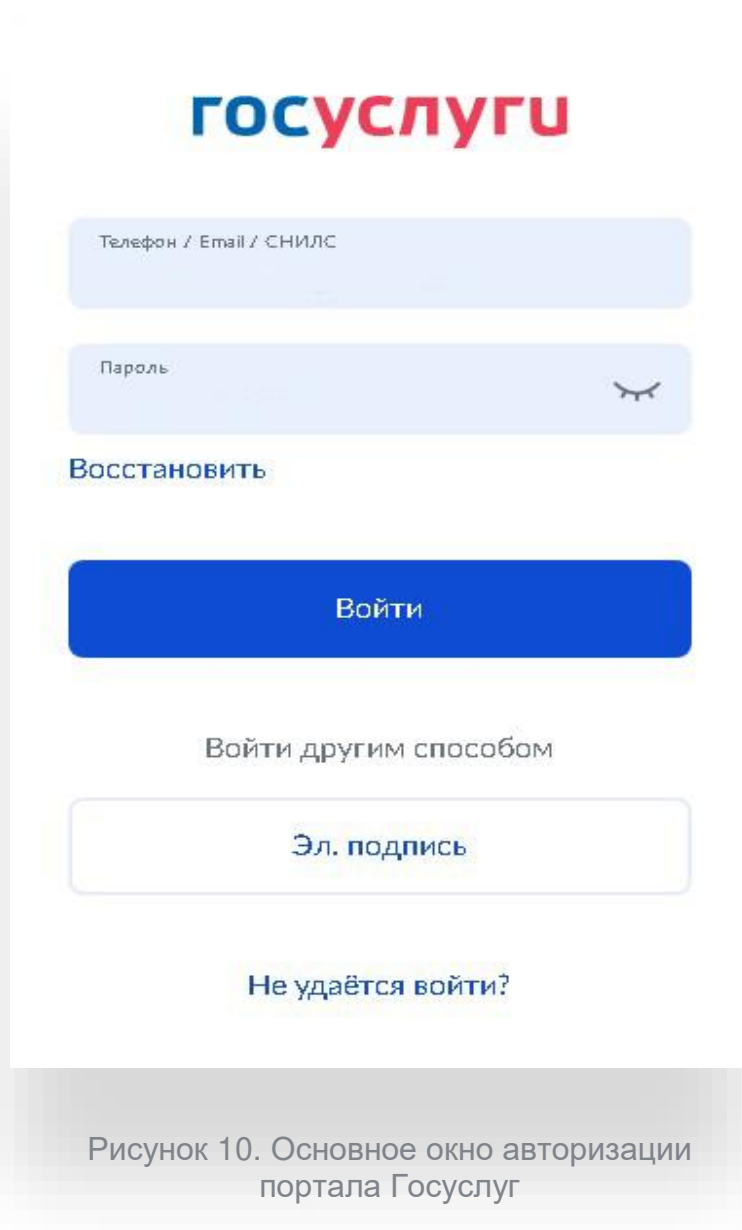 госуслуги
Телефон / Email / СНИЛС
Пароль
Восстановить
Войти
Войти другим способом
Эл. подпись
Не удаётся войти?
Рисунок 10. Основное окно авторизации
портала Госуслуг